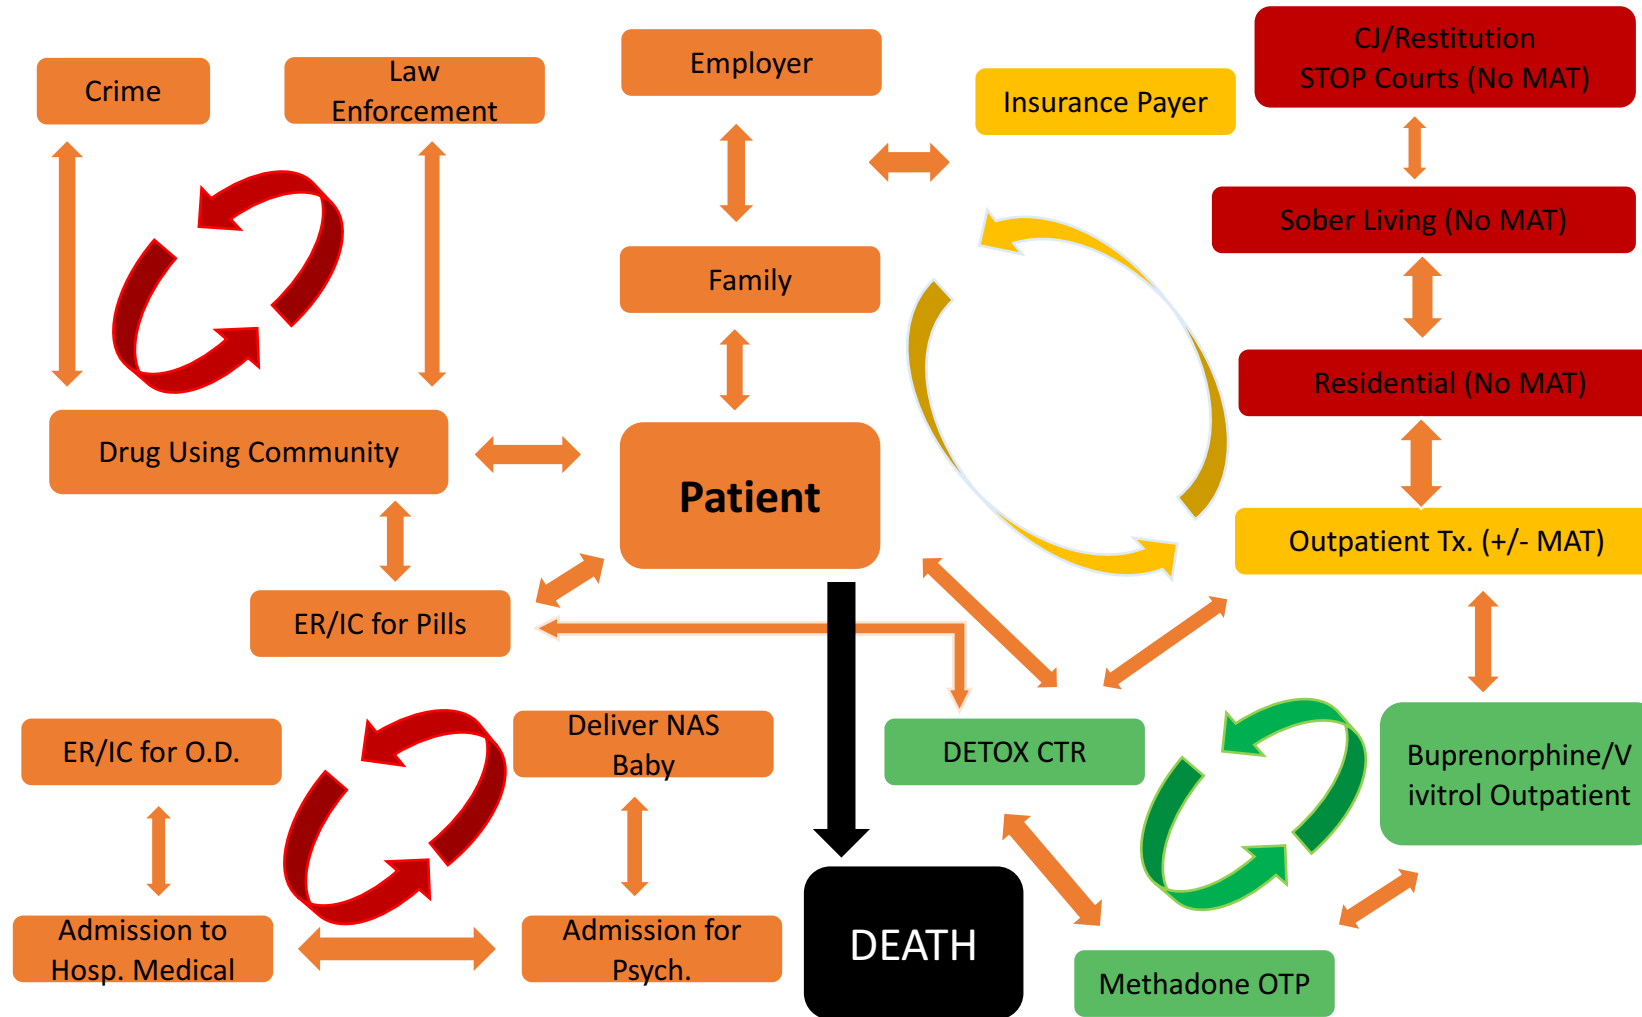 Crime
Law
Enforcement
Employer
Insurance Payer
CJ/Restitution
STOP Courts (No MAT)
Sober Living (No MAT)
Family
Residential (No MAT)
Drug Using Community
Patient
Outpatient Tx. (+/- MAT)
ER/IC for Pills
ER/IC for O.D.
Deliver NAS
Baby
DETOX CTR
Buprenorphine/V
ivitrol Outpatient
Admission to
Hosp. Medical
Admission for
Psych.
DEATH
Methadone OTP